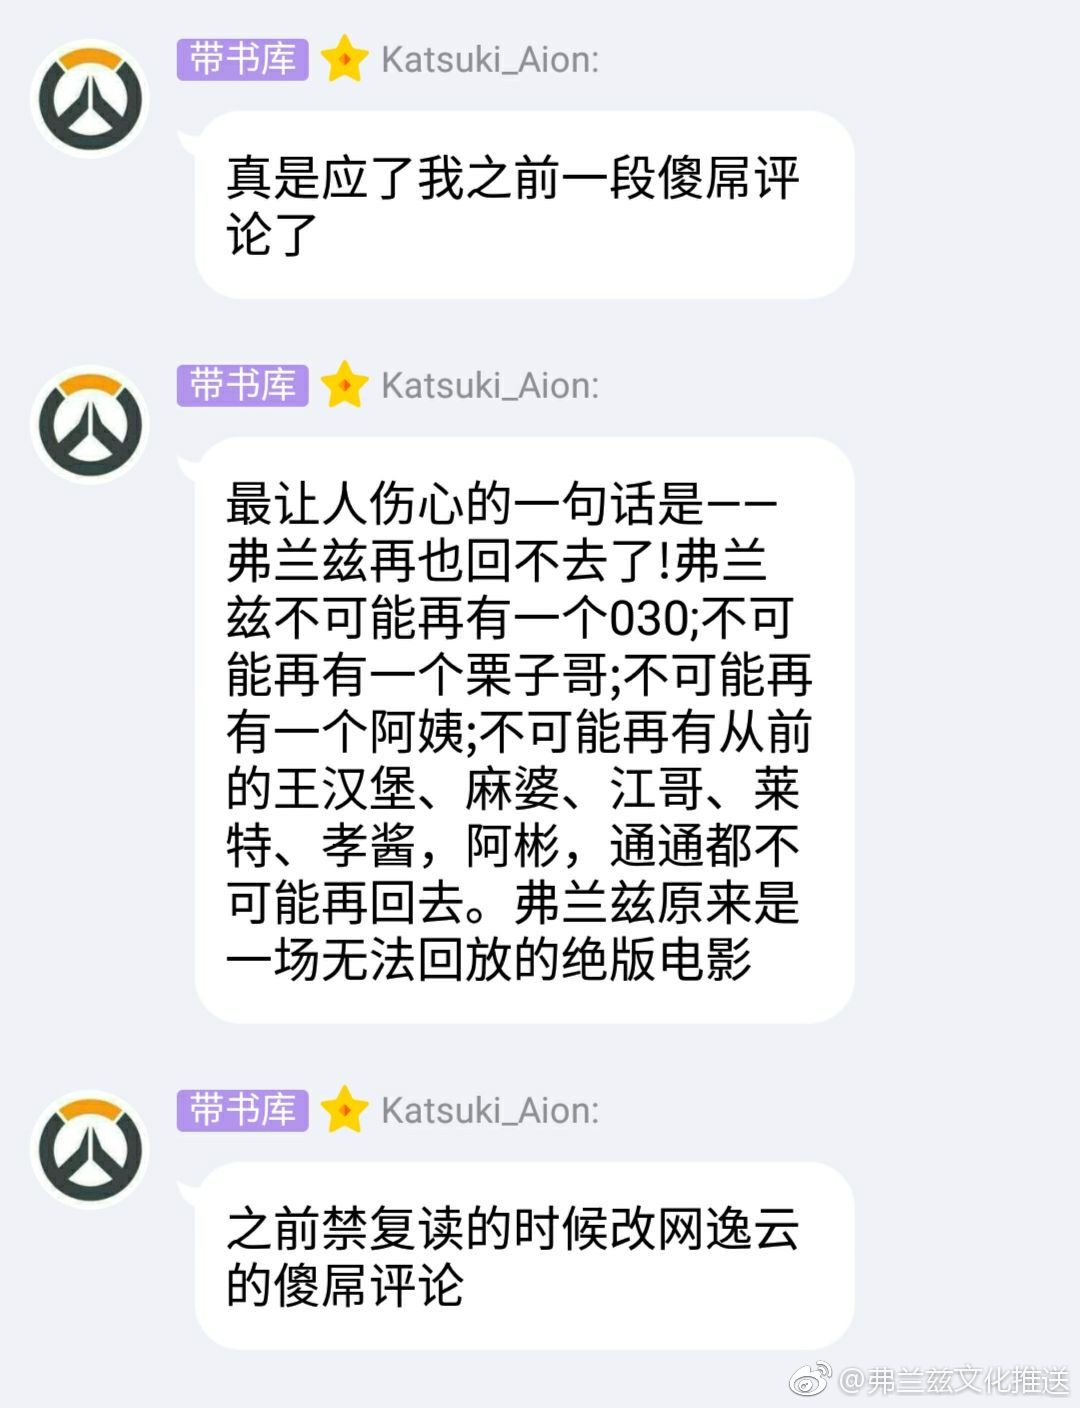 带书库 Katsuki_Aion:
真是应了我之前一段傻屌评
论了
带书库 Katsuki_Aion:
最让人伤心的一句话是——
弗兰兹再也回不去了!弗兰
兹不可能再有一个030;不可
能再有一个栗子哥;不可能再
有一个阿姨;不可能再有从前
的王汉堡、麻婆、江哥、莱
特、孝酱，阿彬，通通都不
可能再回去。弗兰兹原来是
一场无法回放的绝版电影
带书库 Katsuki_Aion:
之前禁复读的时候改网逸云
的傻屌评论
@弗兰兹文化推送